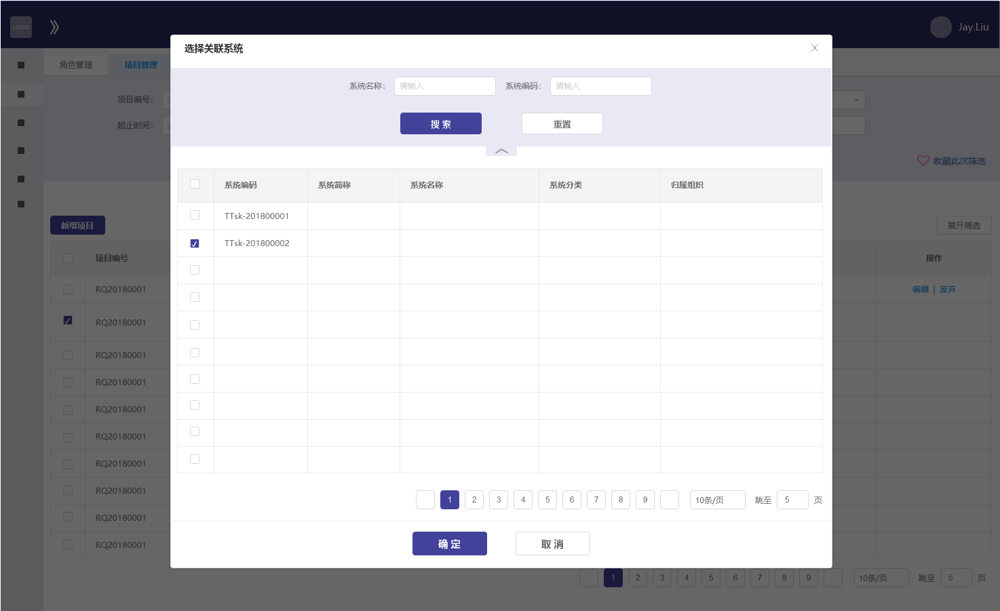 LOGO
Jay.Liu
选择关联系统
角色管理 项目管理
系统名称： 请输入 系统编码： 请输入
项目编号：
起止时间：
搜 索 重置
收藏此次筛选
系统编码 系统简称 系统名称 系统分类 归属组织
TTsk-201800001
TTsk-201800002
新增项目 展开筛选
项目编号 操作
RQ20180001 编辑 | 废弃
RQ20180001
RQ20180001
RQ20180001
RQ20180001
RQ20180001
RQ20180001
RQ20180001
RQ20180001
RQ20180001
1 2 3 4 5 6 7 8 9 10条/页 跳至 5 页
确 定 取 消
1 2 3 4 5 6 7 8 9 10条/页 跳至 5 页